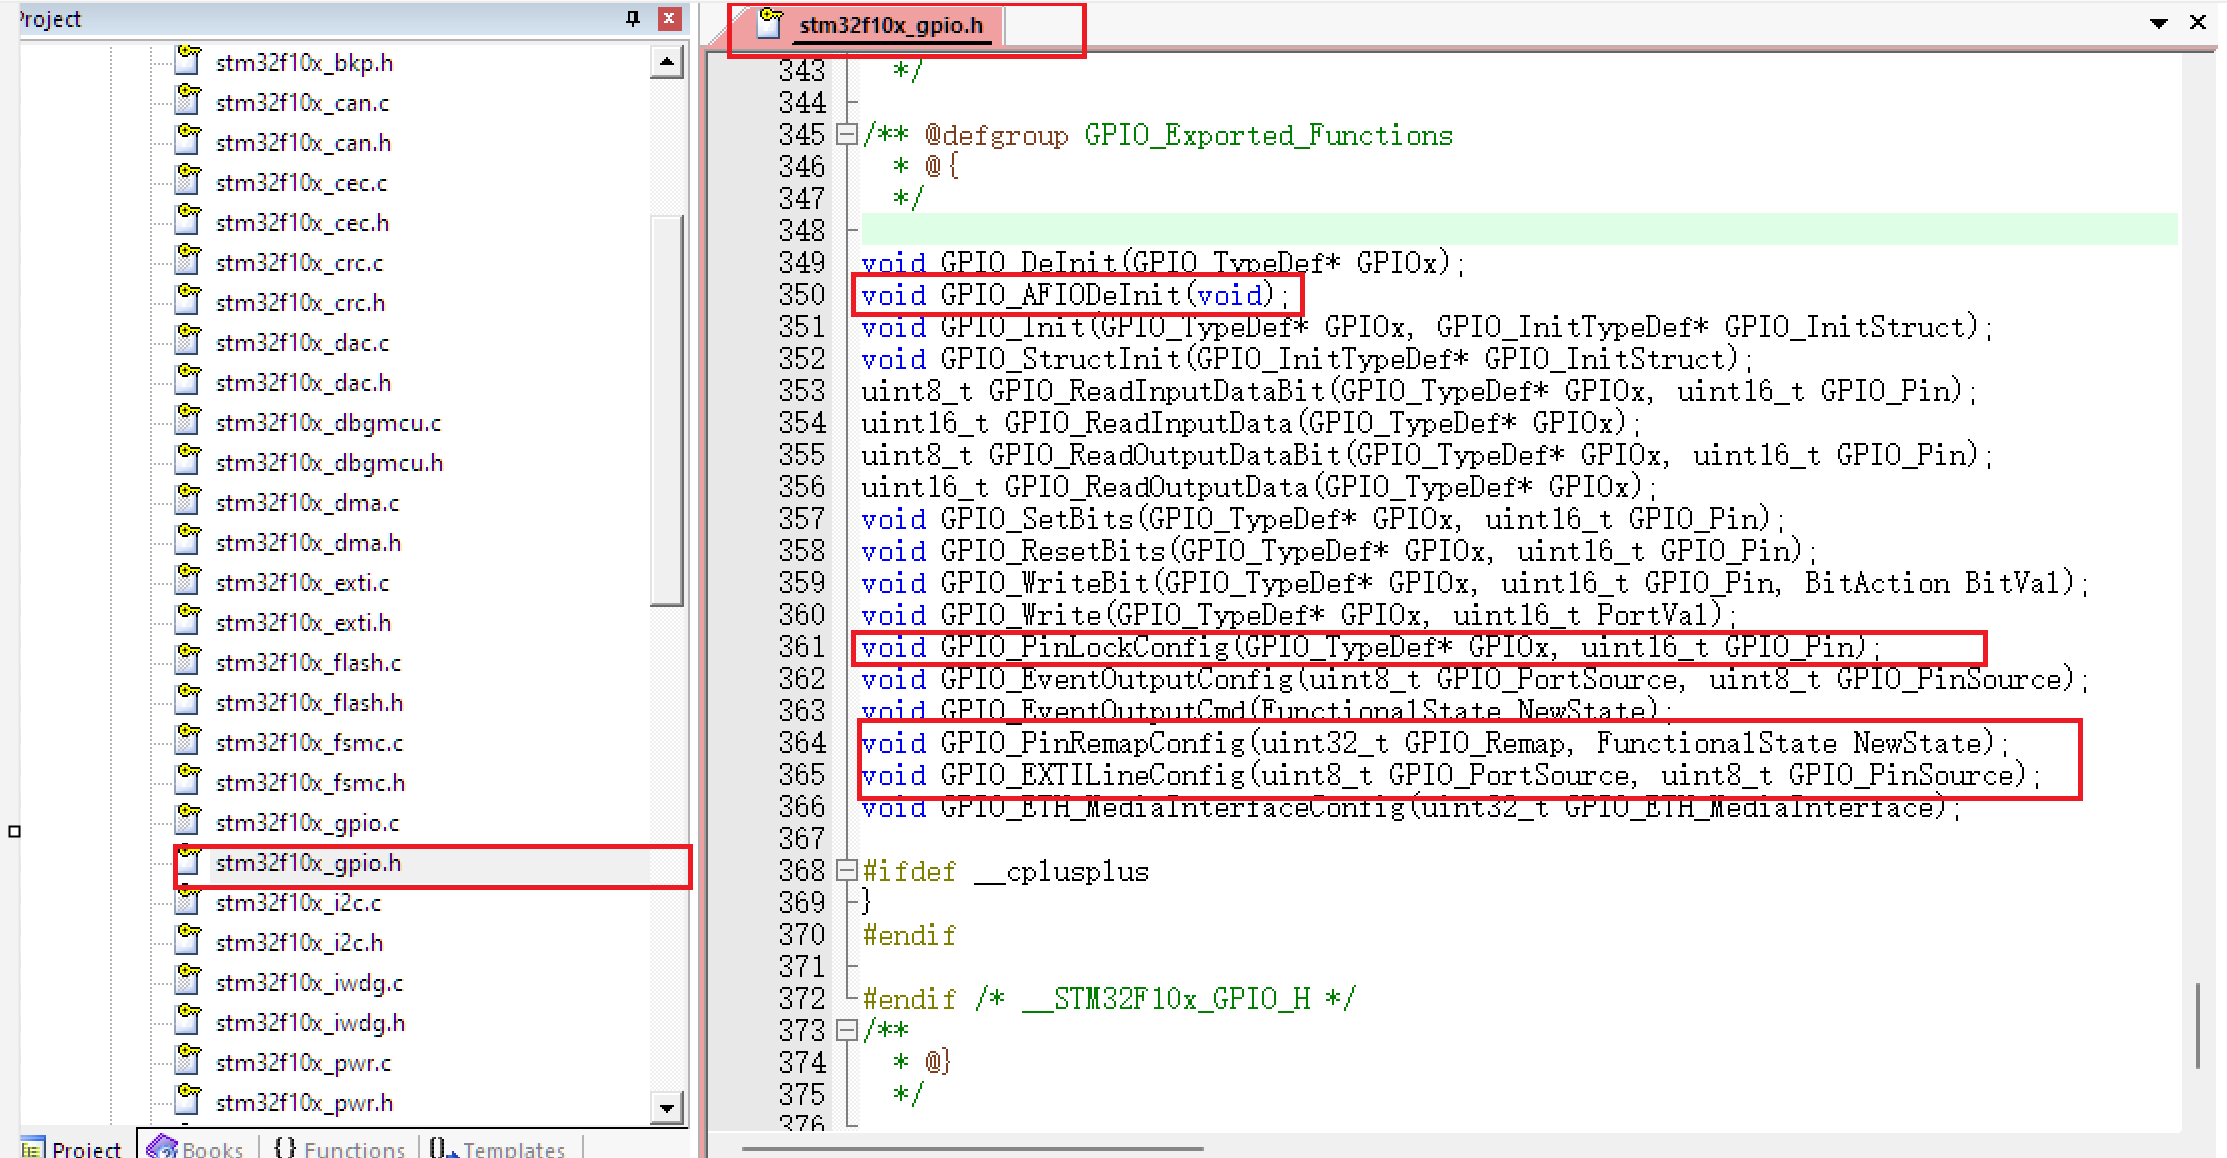 Project
stm32f10x_bkp.h
stm32f10x_can.c
stm32f10x_can.h
stm32f10x_cec.c
stm32f10x_cec.h
stm32f10x_crc.c
stm32f10x_crc.h
stm32f10x_dac.c
stm32f10x_dac.h
stm32f10x_dbgmcu.c
stm32f10x_dbgmcu.h
stm32f10x_dma.c
stm32f10x_dma.h
stm32f10x_exti.c
stm32f10x_exti.h
stm32f10x_flash.c
stm32f10x_flash.h
stm32f10x_fsmc.c
stm32f10x_fsmc.h
stm32f10x_gpio.c
stm32f10x_gpio.h
stm32f10x_i2c.c
stm32f10x_i2c.h
stm32f10x_iwdg.c
stm32f10x_iwdg.h
stm32f10x_pwr.c
stm32f10x_pwr.h
Project Books {} Functions Templates
stm32f10x_gpio.h
343 */
344
345 /** @defgroup GPIO_Exported_Functions
346 * @{
347 */
348
349 void GPIO_DeInit(GPIO_TypeDef* GPIOx);
350 void GPIO_AFIODeInit(void);
351 void GPIO_Init(GPIO_TypeDef* GPIOx, GPIO_InitTypeDef* GPIO_InitStruct);
352 void GPIO_StructInit(GPIO_InitTypeDef* GPIO_InitStruct);
353 uint8_t GPIO_ReadInputDataBit(GPIO_TypeDef* GPIOx, uint16_t GPIO_Pin);
354 uint16_t GPIO_ReadInputData(GPIO_TypeDef* GPIOx);
355 uint8_t GPIO_ReadOutputDataBit(GPIO_TypeDef* GPIOx, uint16_t GPIO_Pin);
356 uint16_t GPIO_ReadOutputData(GPIO_TypeDef* GPIOx);
357 void GPIO_SetBits(GPIO_TypeDef* GPIOx, uint16_t GPIO_Pin);
358 void GPIO_ResetBits(GPIO_TypeDef* GPIOx, uint16_t GPIO_Pin);
359 void GPIO_WriteBit(GPIO_TypeDef* GPIOx, uint16_t GPIO_Pin, BitAction BitVal);
360 void GPIO_Write(GPIO_TypeDef* GPIOx, uint16_t PortVal);
361 void GPIO_PinLockConfig(GPIO_TypeDef* GPIOx, uint16_t GPIO_Pin);
362 void GPIO_EventOutputConfig(uint8_t GPIO_PortSource, uint8_t GPIO_PinSource);
363 void GPIO_EventOutputCmd(FunctionalState NewState);
364 void GPIO_PinRemapConfig(uint32_t GPIO_Remap, FunctionalState NewState);
365 void GPIO_EXTILineConfig(uint8_t GPIO_PortSource, uint8_t GPIO_PinSource);
366 void GPIO_ETH_MediaInterfaceConfig(uint32_t GPIO_ETH_MediaInterface);
367
368 #ifdef __cplusplus
369 }
370 #endif
371
372 #endif /* __STM32F10x_GPIO_H */
373 /**
374 * @}
375 */
376